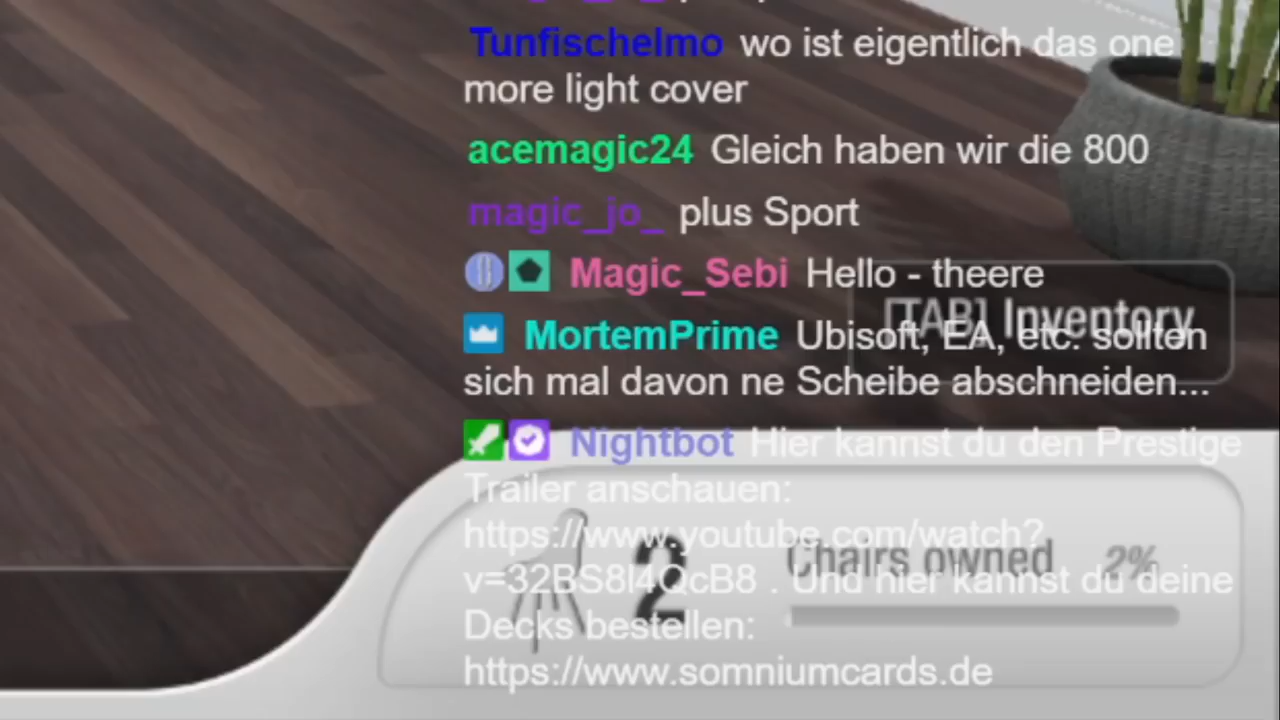 Tunfischelmo wo ist eigentlich das one
more light cover
acemagic24 Gleich haben wir die 800
magic_jo_ plus Sport
Magic_Sebi Hello - theere
[TAB] Inventory
MortemPrime Ubisoft, EA, etc. sollten
sich mal davon ne Scheibe abschneiden...
Nightbot Hier kannst du den Prestige
Trailer anschauen:
https://www.youtube.com/watch?
v=32BS8l4QcB8 . Und hier kannst du deine
Decks bestellen:
https://www.somniumcards.de
2 Chairs owned 2%